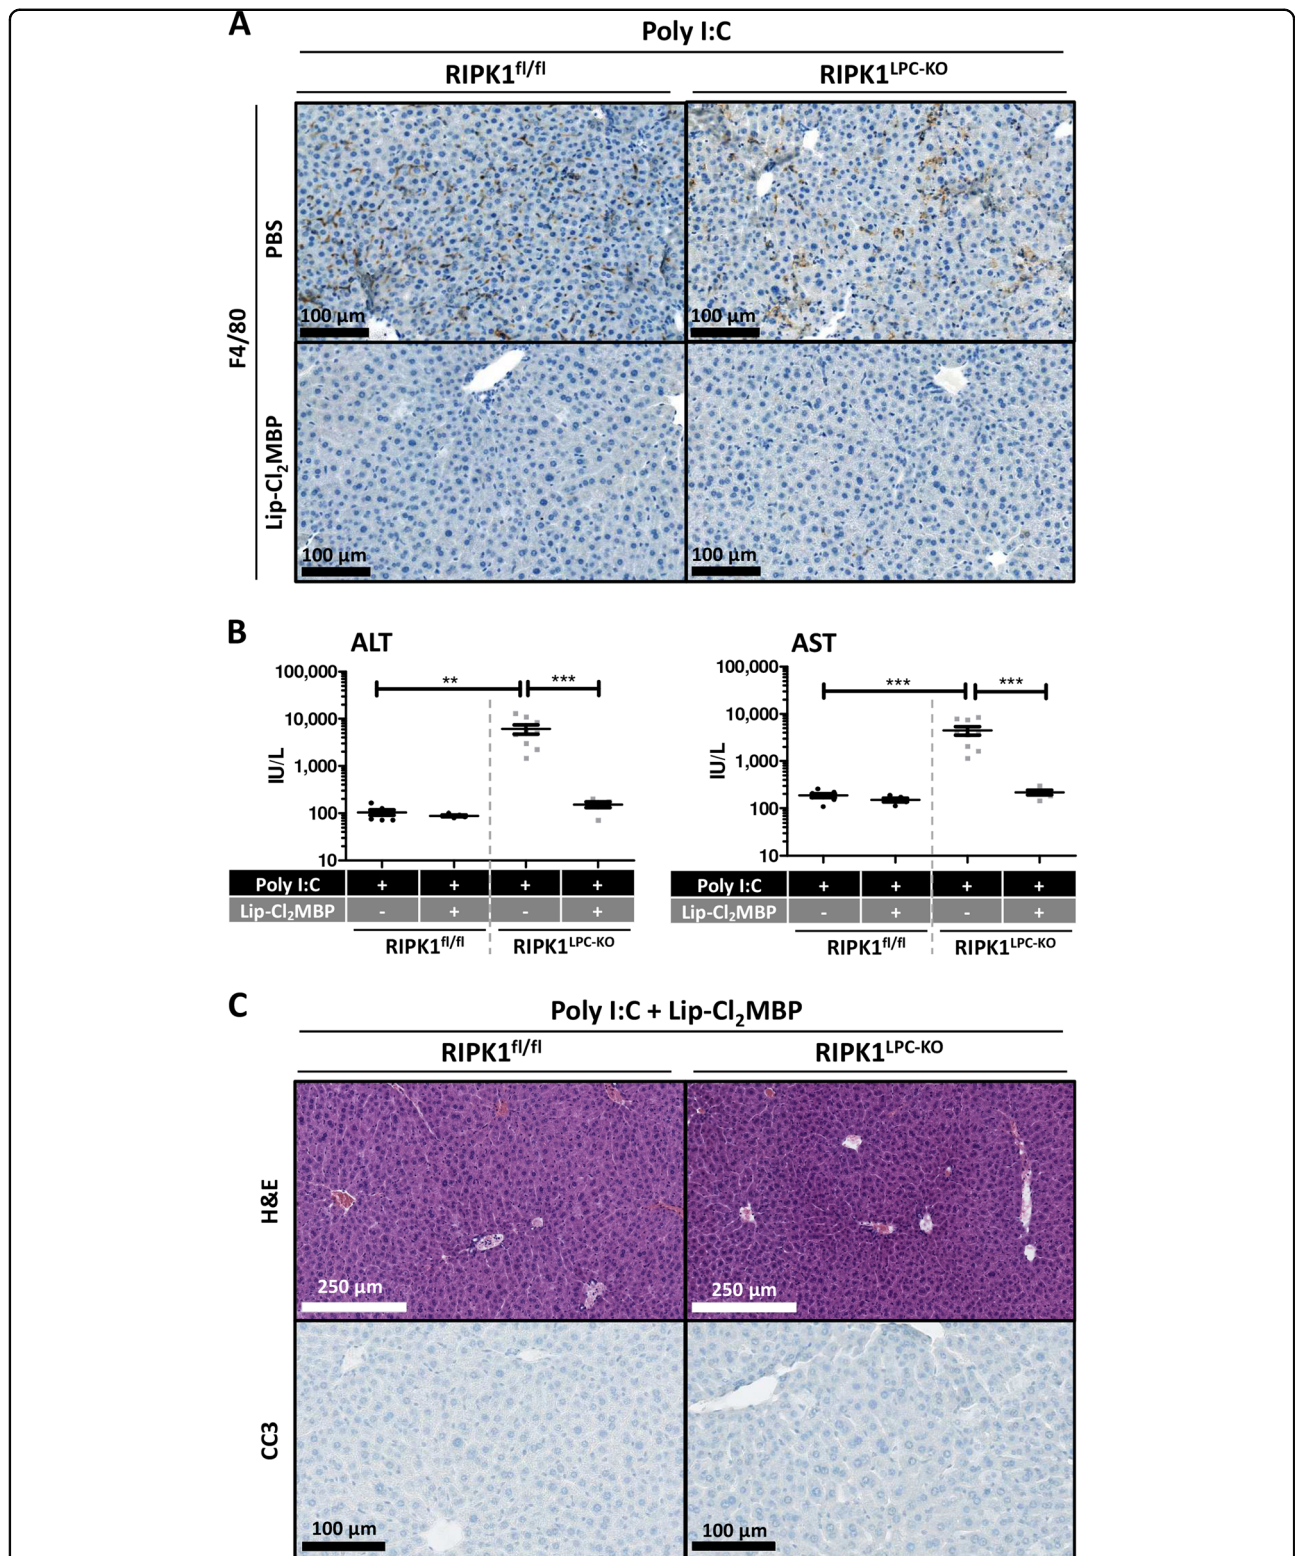 A
Poly I:C
RIPK1fl/fl RIPK1LPC-KO
F4/80
PBS
100 µm 100 µm
Lip-Cl2MBP
100 µm 100 µm
B
ALT
100,000
10,000
1,000
100
10
IU/L
** ***
Poly I:C + + + +
Lip-Cl2MBP - + - +
RIPK1fl/fl RIPK1LPC-KO
AST
100,000
10,000
1,000
100
10
IU/L
*** ***
Poly I:C + + + +
Lip-Cl2MBP - + - +
RIPK1fl/fl RIPK1LPC-KO
C
Poly I:C + Lip-Cl2MBP
RIPK1fl/fl RIPK1LPC-KO
H&E
250 µm 250 µm
CC3
100 µm 100 µm